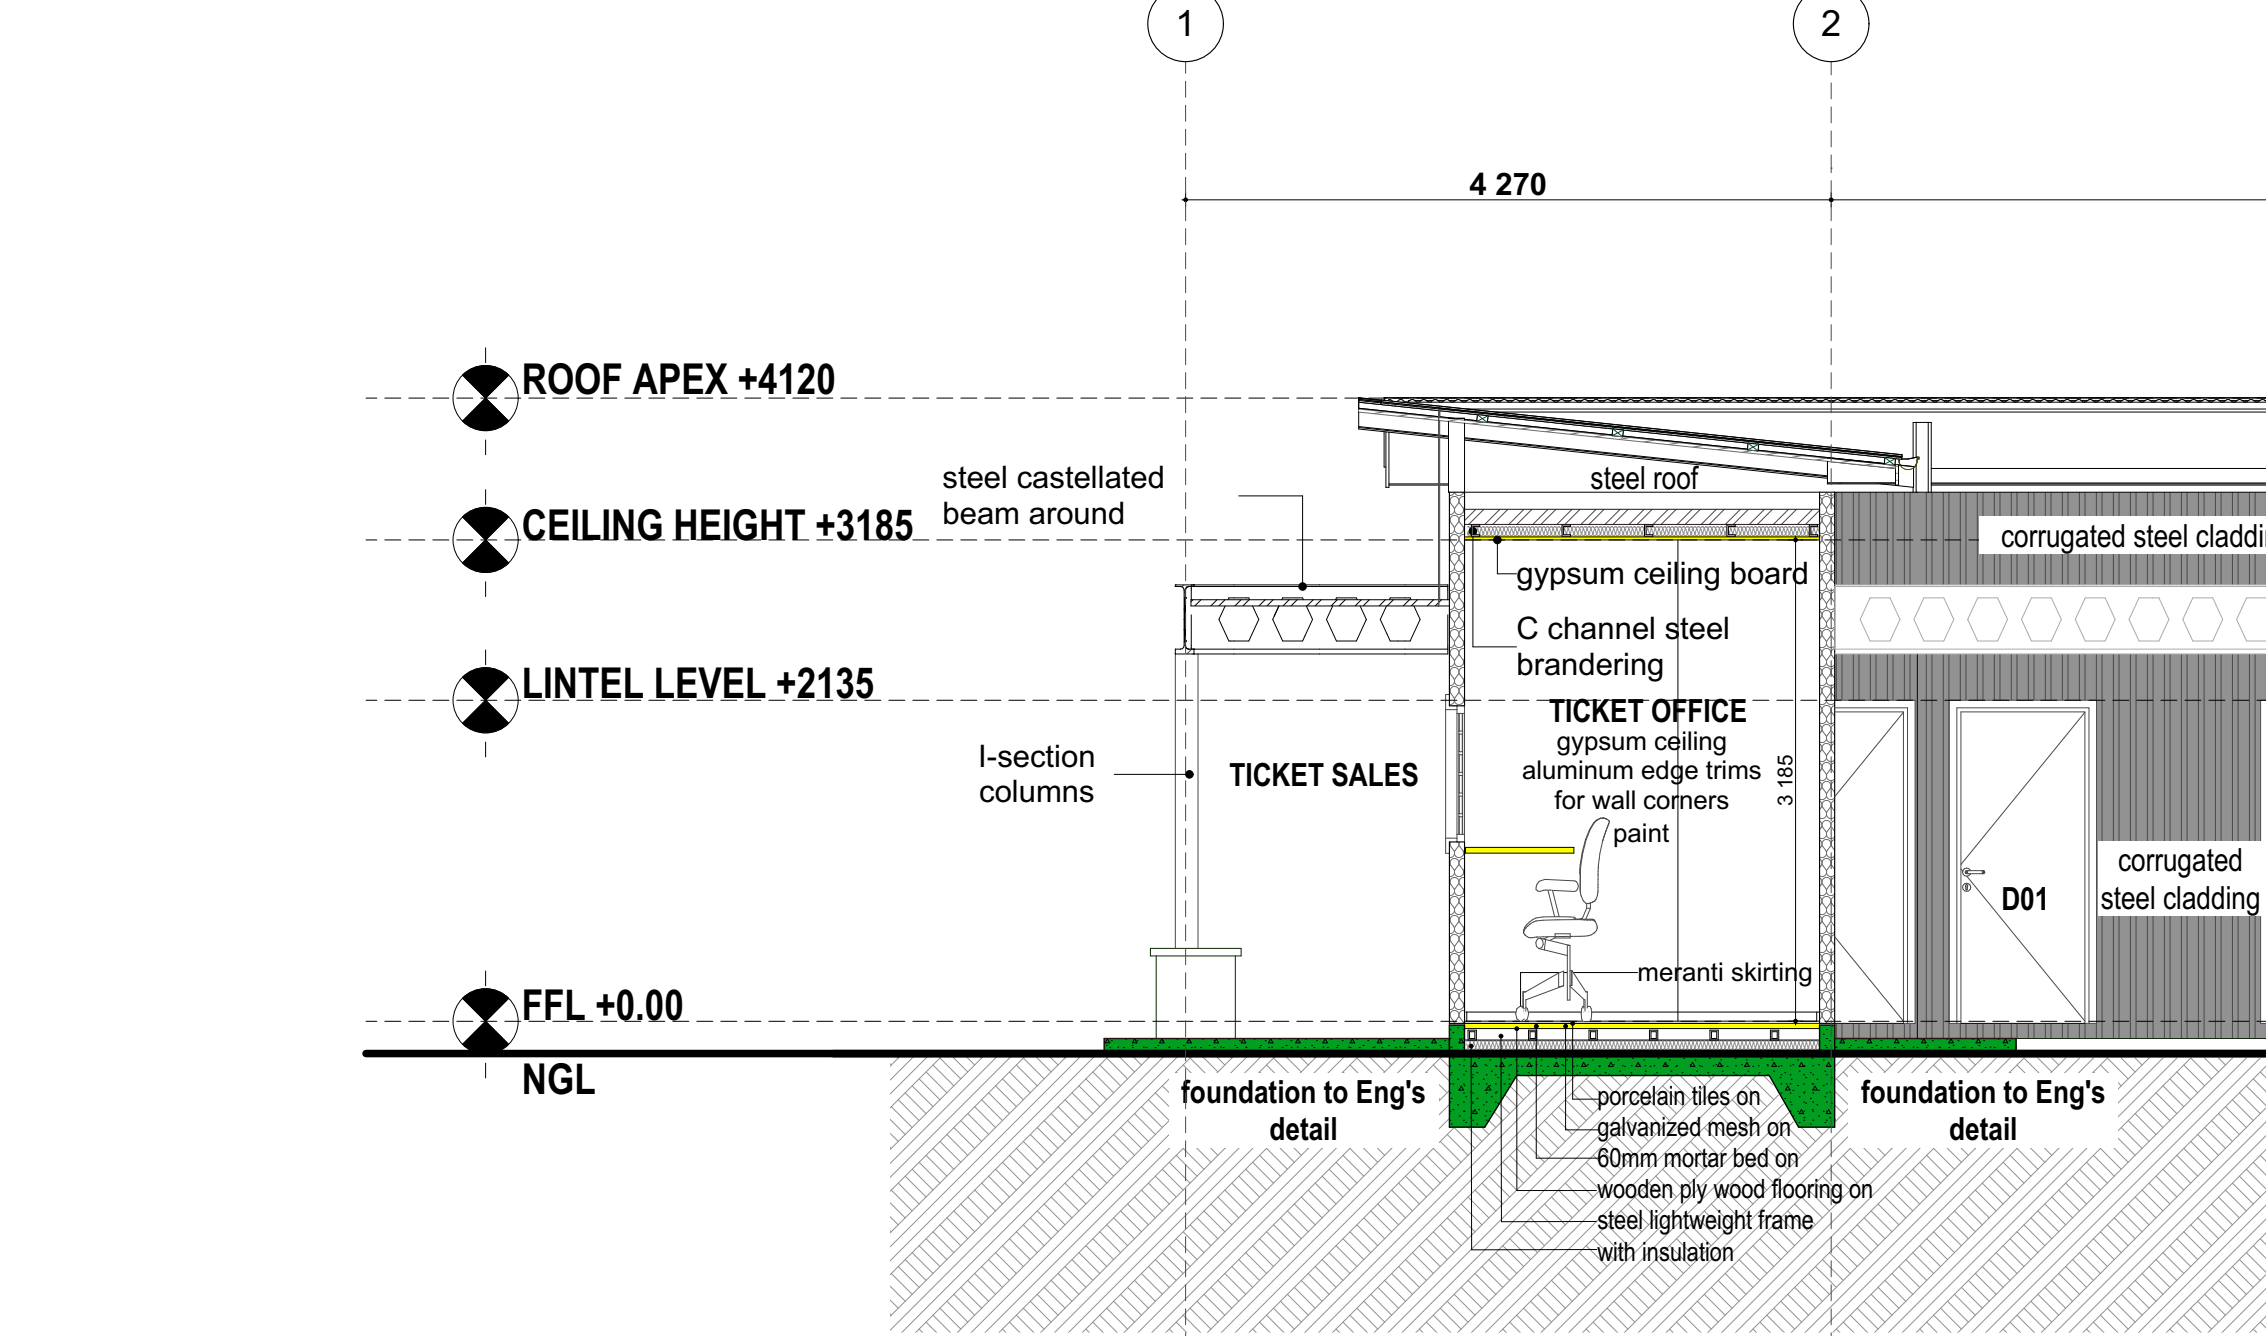 1
2
4 270
ROOF APEX +4120
steel castellated
beam around
steel roof
CEILING HEIGHT +3185
corrugated steel claddi
gypsum ceiling board
C channel steel
brandering
LINTEL LEVEL +2135
I-section
columns
TICKET SALES
TICKET OFFICE
gypsum ceiling
aluminum edge trims
for wall corners
paint
3 185
corrugated
steel cladding
D01
meranti skirting
FFL +0.00
NGL
foundation to Eng's
detail
porcelain tiles on
galvanized mesh on
60mm mortar bed on
wooden ply wood flooring on
steel lightweight frame
with insulation
foundation to Eng's
detail